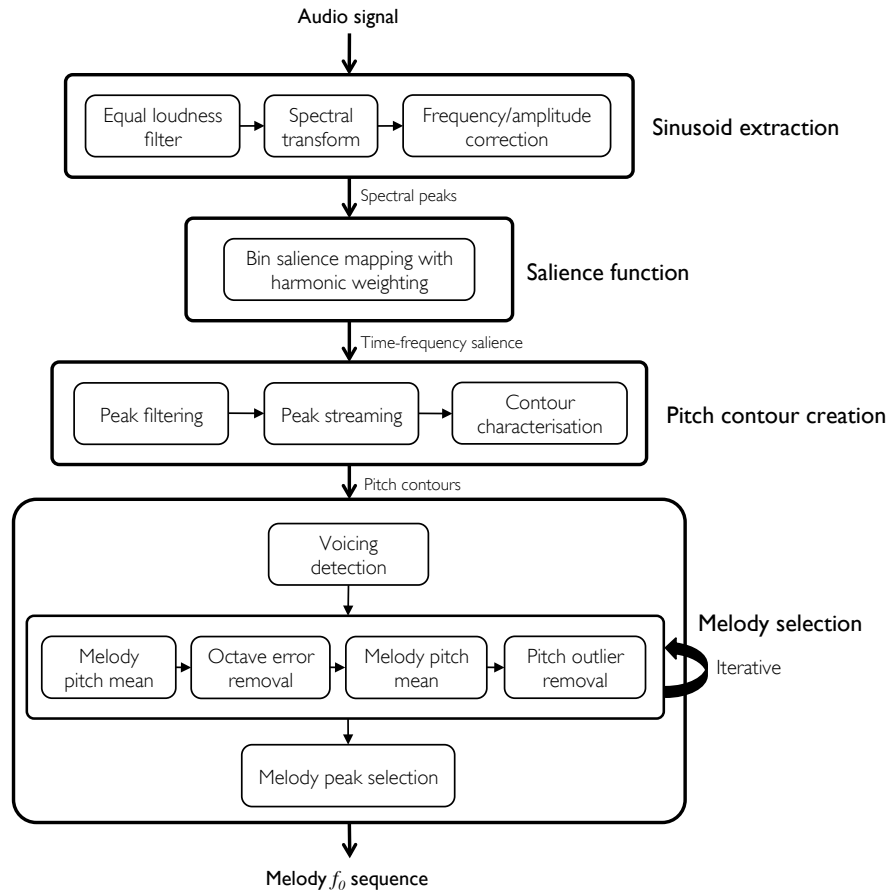 Audio signal
Equal loudness
filter
Spectral
transform
Frequency/amplitude
correction
Sinusoid extraction
Spectral peaks
Bin salience mapping with
harmonic weighting
Salience function
Time-frequency salience
Peak filtering
Peak streaming
Contour
characterisation
Pitch contour creation
Pitch contours
Voicing
detection
Melody selection
Melody
pitch mean
Octave error
removal
Melody pitch
mean
Pitch outlier
removal
Iterative
Melody peak selection
Melody f₀ sequence